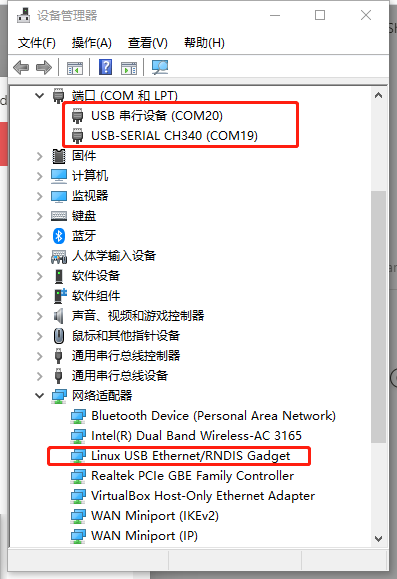 设备管理器
文件(F) 操作(A) 查看(V) 帮助(H)
端口 (COM 和 LPT)
USB 串行设备 (COM20)
USB-SERIAL CH340 (COM19)
固件
计算机
监视器
键盘
蓝牙
人体学输入设备
软件设备
软件组件
声音、视频和游戏控制器
鼠标和其他指针设备
通用串行总线控制器
通用串行总线设备
网络适配器
Bluetooth Device (Personal Area Network)
Intel(R) Dual Band Wireless-AC 3165
Linux USB Ethernet/RNDIS Gadget
Realtek PCIe GBE Family Controller
VirtualBox Host-Only Ethernet Adapter
WAN Miniport (IKEv2)
WAN Miniport (IP)